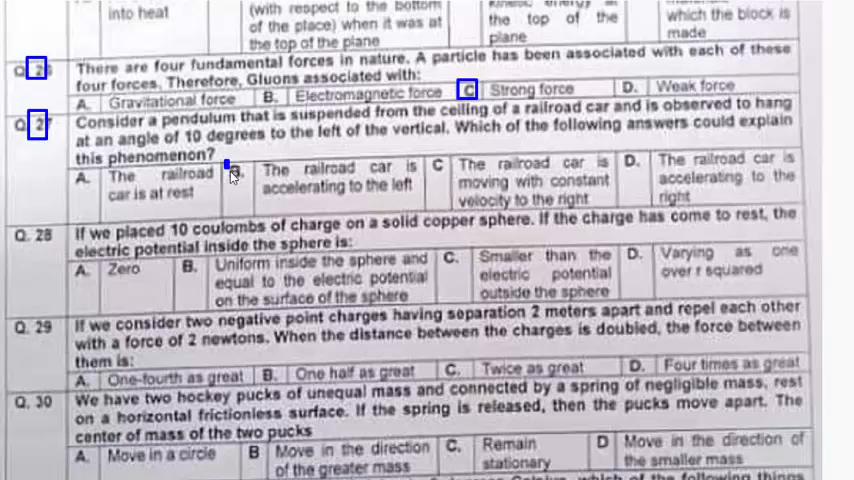 into heat
(with respect to the bottom of the place) when it was at the top of the plane
the top of the plane
which the block is made
Q. 26 There are four fundamental forces in nature. A particle has been associated with each of these
four forces. Therefore, Gluons associated with:
A. Gravitational force B. Electromagnetic force C Strong force D. Weak force
Q. 27 Consider a pendulum that is suspended from the ceiling of a railroad car and is observed to hang
at an angle of 10 degrees to the left of the vertical. Which of the following answers could explain
this phenomenon?
A. The railroad car is at rest
B. The railroad car is accelerating to the left
C The railroad car is moving with constant velocity to the right
D. The railroad car is accelerating to the right
Q. 28 If we placed 10 coulombs of charge on a solid copper sphere. If the charge has come to rest, the
electric potential inside the sphere is:
A. Zero
B. Uniform inside the sphere and equal to the electric potential on the surface of the sphere
C. Smaller than the electric potential outside the sphere
D. Varying as one over r squared
Q. 29 If we consider two negative point charges having separation 2 meters apart and repel each other
with a force of 2 newtons. When the distance between the charges is doubled, the force between
them is:
A. One-fourth as great B. One half as great C. Twice as great D. Four times as great
Q. 30 We have two hockey pucks of unequal mass and connected by a spring of negligible mass, rest
on a horizontal frictionless surface. If the spring is released, then the pucks move apart. The
center of mass of the two pucks
A. Move in a circle
B Move in the direction of the greater mass
C. Remain stationary
D Move in the direction of the smaller mass